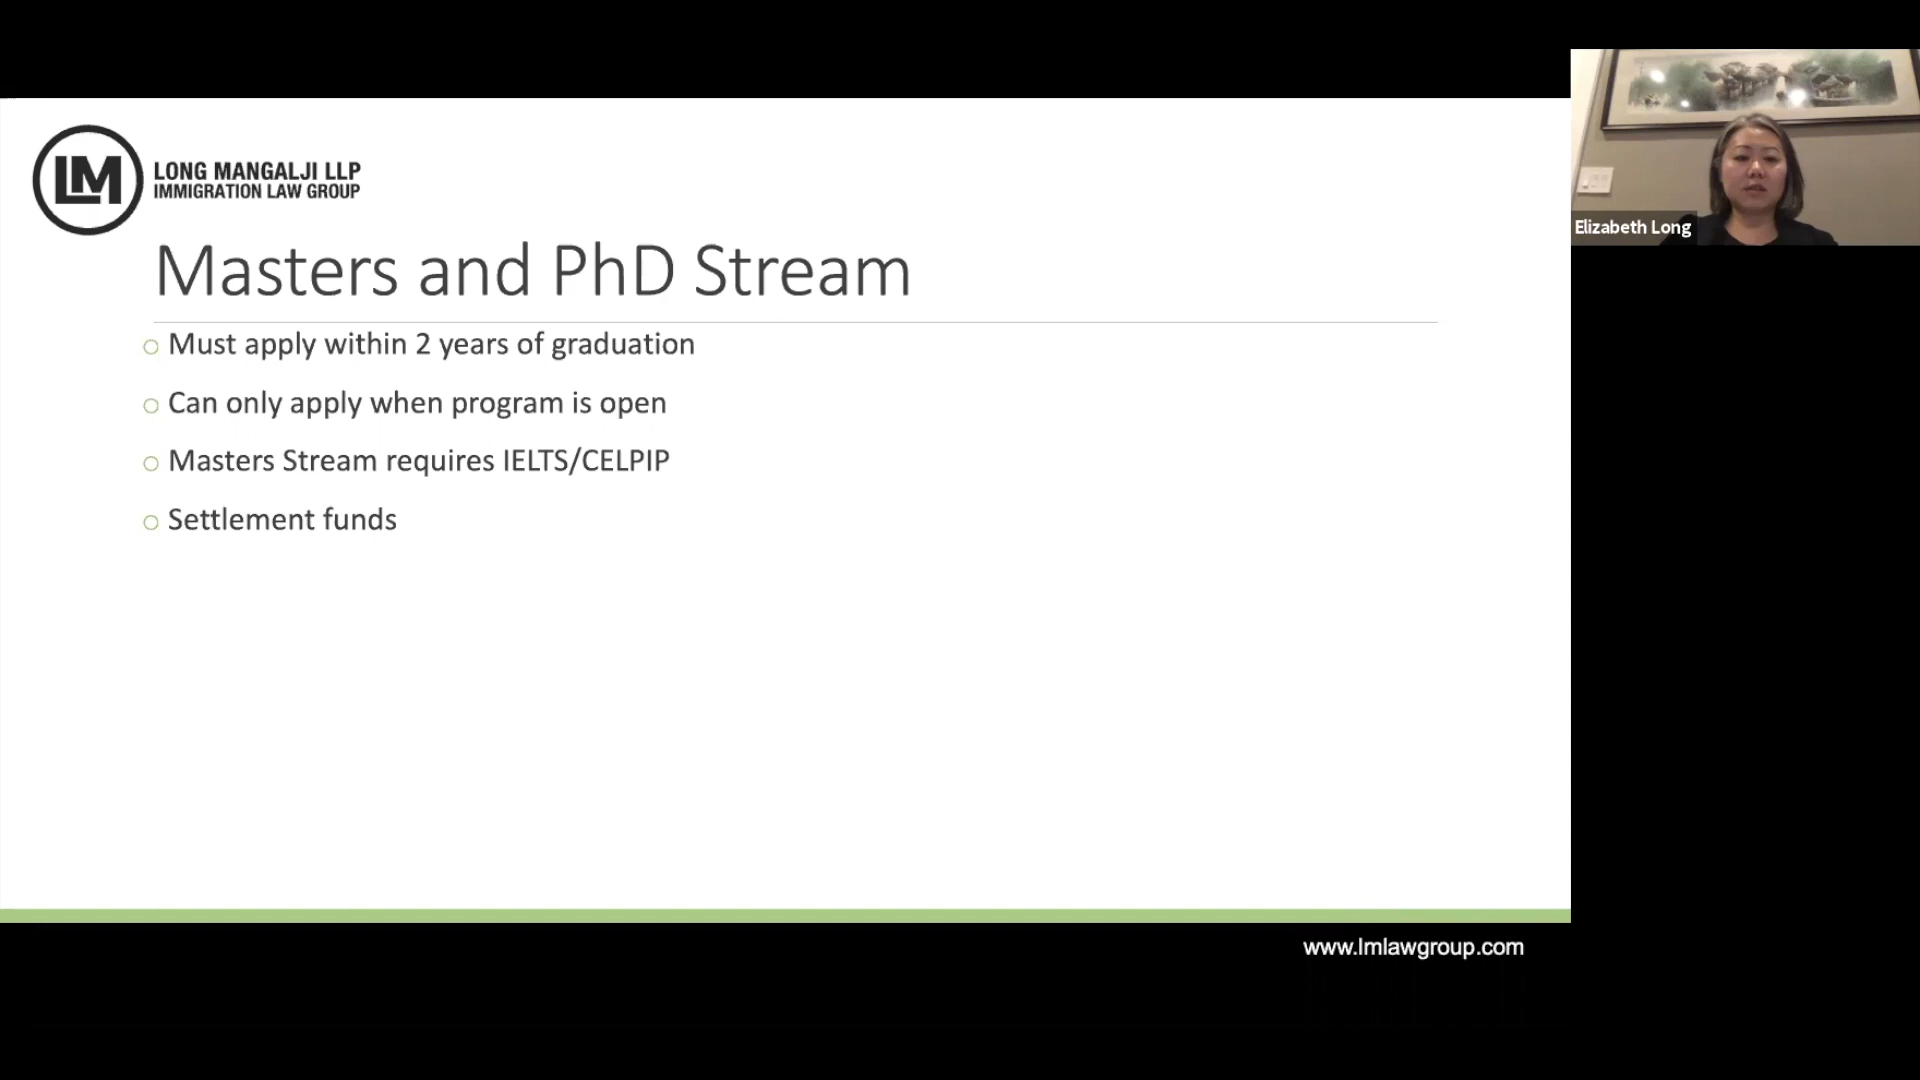 LM
LONG MANGALJI LLP
IMMIGRATION LAW GROUP
Elizabeth Long
Masters and PhD Stream
Must apply within 2 years of graduation
Can only apply when program is open
Masters Stream requires IELTS/CELPIP
Settlement funds
www.lmlawgroup.com